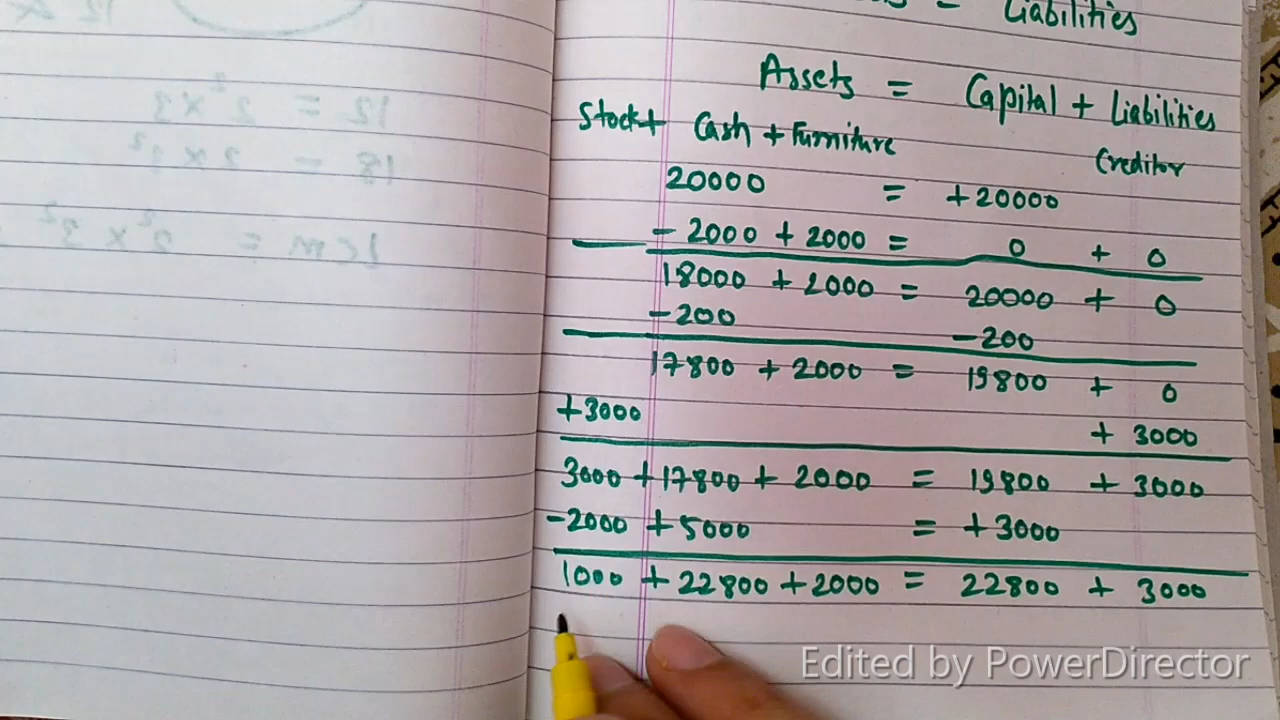 = Liabilities
Assets = Capital + Liabilities
Stock + Cash + Furniture
Creditor
20000 = +20000
- 2000 + 2000 = 0 + 0
18000 + 2000 = 20000 + 0
-200 -200
17800 + 2000 = 19800 + 0
+3000 + 3000
3000 + 17800 + 2000 = 19800 + 3000
-2000 + 5000 = +3000
1000 + 22800 + 2000 = 22800 + 3000
Edited by PowerDirector